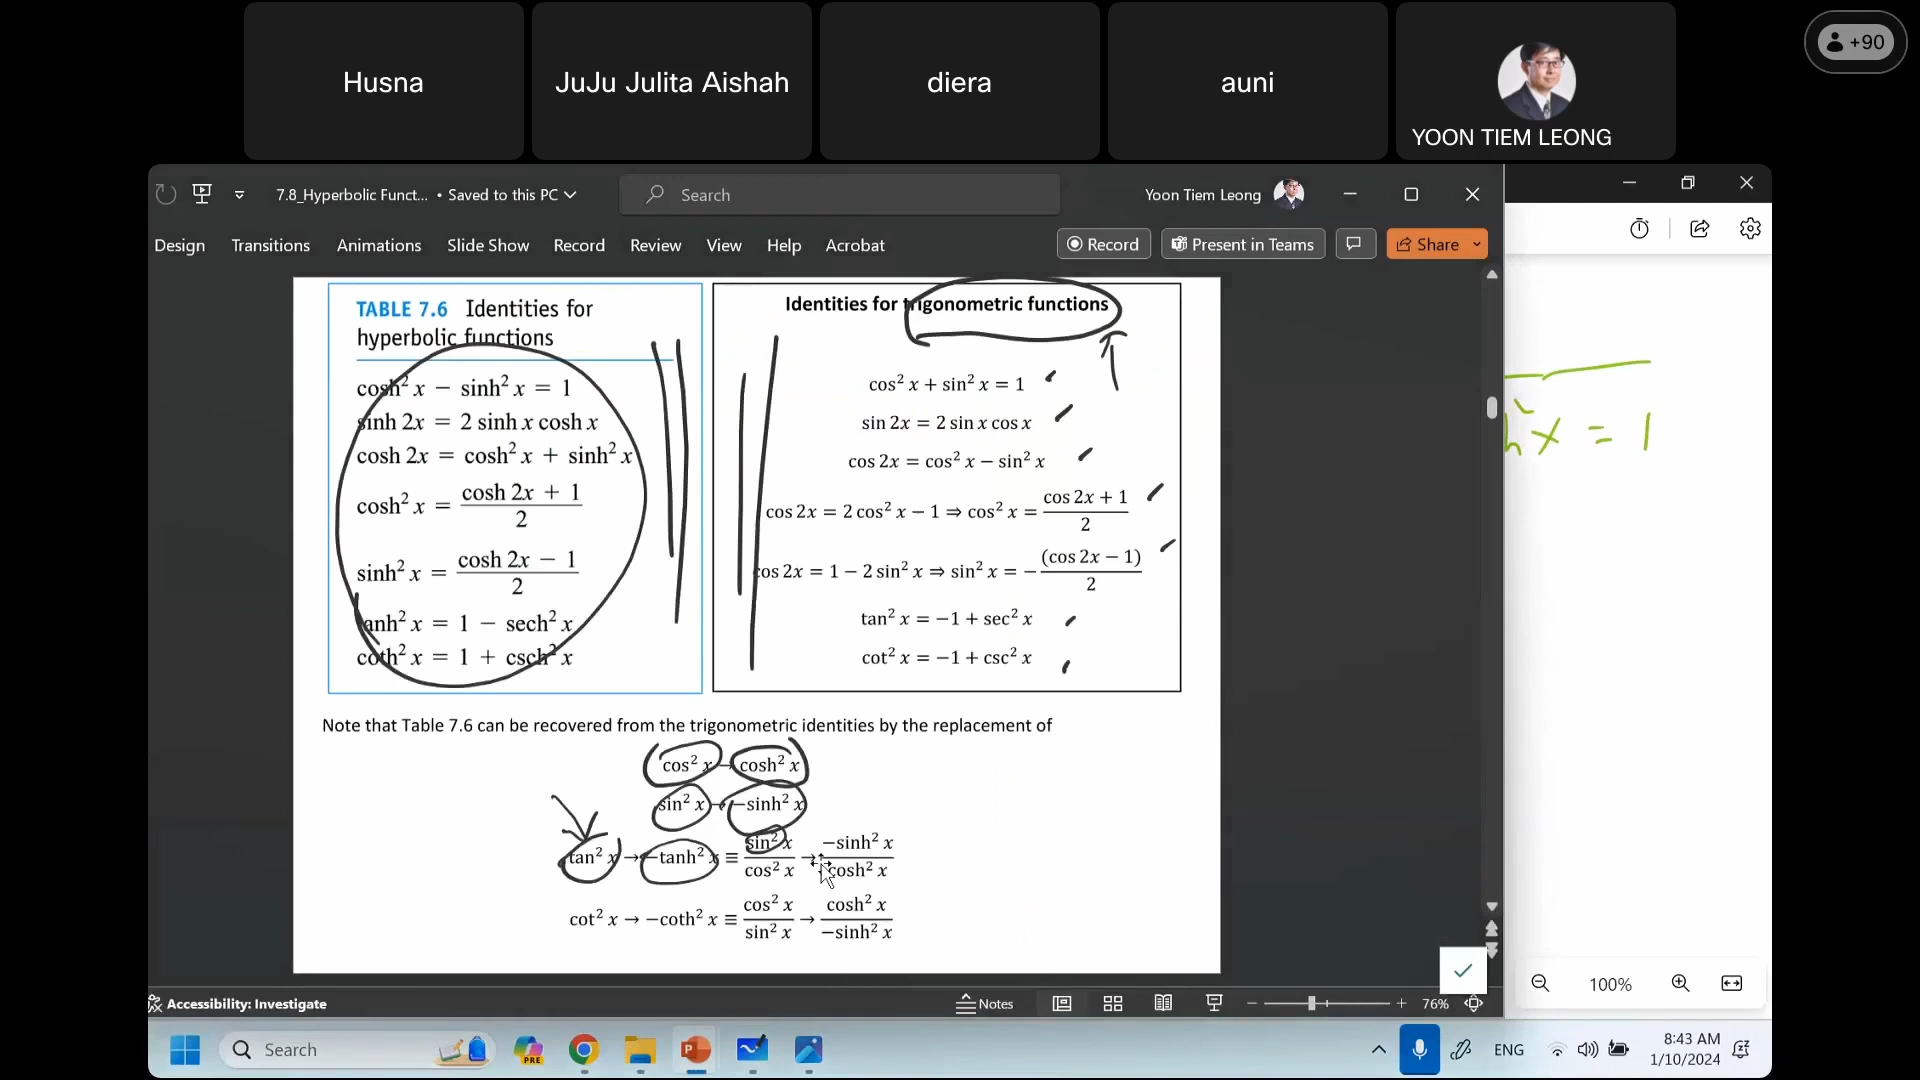 Husna
JuJu Julita Aishah
diera
auni
YOON TIEM LEONG
+90
7.8_Hyperbolic Funct... • Saved to this PC
Search
Yoon Tiem Leong
Design Transitions Animations Slide Show Record Review View Help Acrobat
Record
Present in Teams
Share
TABLE 7.6 Identities for
hyperbolic functions
cosh² x − sinh² x = 1
sinh 2x = 2 sinh x cosh x
cosh 2x = cosh² x + sinh² x
cosh² x = (cosh 2x + 1)/2
sinh² x = (cosh 2x − 1)/2
tanh² x = 1 − sech² x
coth² x = 1 + csch² x
Identities for trigonometric functions
cos² x + sin² x = 1
sin 2x = 2 sin x cos x
cos 2x = cos² x − sin² x
cos 2x = 2 cos² x − 1 ⇒ cos² x = (cos 2x + 1)/2
cos 2x = 1 − 2 sin² x ⇒ sin² x = − (cos 2x − 1)/2
tan² x = −1 + sec² x
cot² x = −1 + csc² x
Note that Table 7.6 can be recovered from the trigonometric identities by the replacement of
cos² x → cosh² x
sin² x → −sinh² x
tan² x → −tanh² x ≡ sin² x/cos² x → −sinh² x/cosh² x
cot² x → −coth² x ≡ cos² x/sin² x → cosh² x/−sinh² x
h²x = 1
100%
Accessibility: Investigate
Notes
76%
Search
PRE
ENG
8:43 AM
1/10/2024